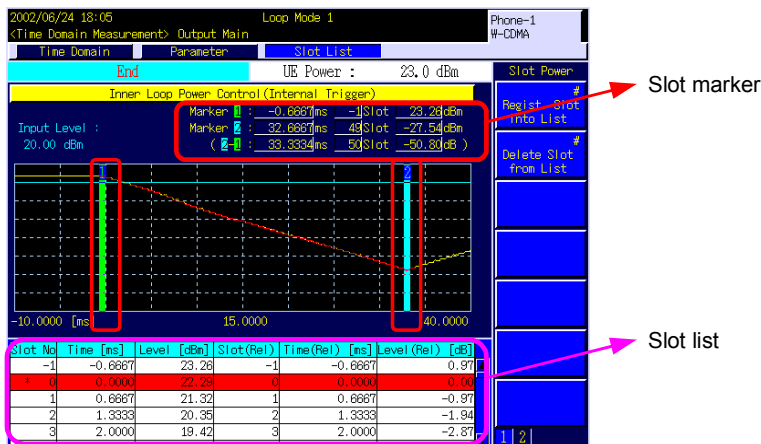 2002/06/24 18:05 Loop Mode 1 Phone-1
<Time Domain Measurement> Output Main W-CDMA
Time Domain Parameter Slot List
End UE Power : 23.0 dBm Slot Power
Inner Loop Power Control(Internal Trigger)
Marker 1 : -0.6667ms -1Slot 23.26dBm
Input Level : Marker 2 : 32.6667ms 49Slot -27.54dBm
20.00 dBm ( 2-1 : 33.3334ms 50Slot -50.80dB )
#
Regist Slot
into List
#
Delete Slot
from List
Slot marker
1 2
-10.0000 [ms] 15.0000 40.0000
Slot list
Slot No Time [ms] Level [dBm] Slot(Rel) Time(Rel) [ms] Level(Rel) [dB]
-1 -0.6667 23.26 -1 -0.6667 0.97
* 0 0.0000 22.29 0 0.0000 0.00
1 0.6667 21.32 1 0.6667 -0.97
2 1.3333 20.35 2 1.3333 -1.94
3 2.0000 19.42 3 2.0000 -2.87
1 2